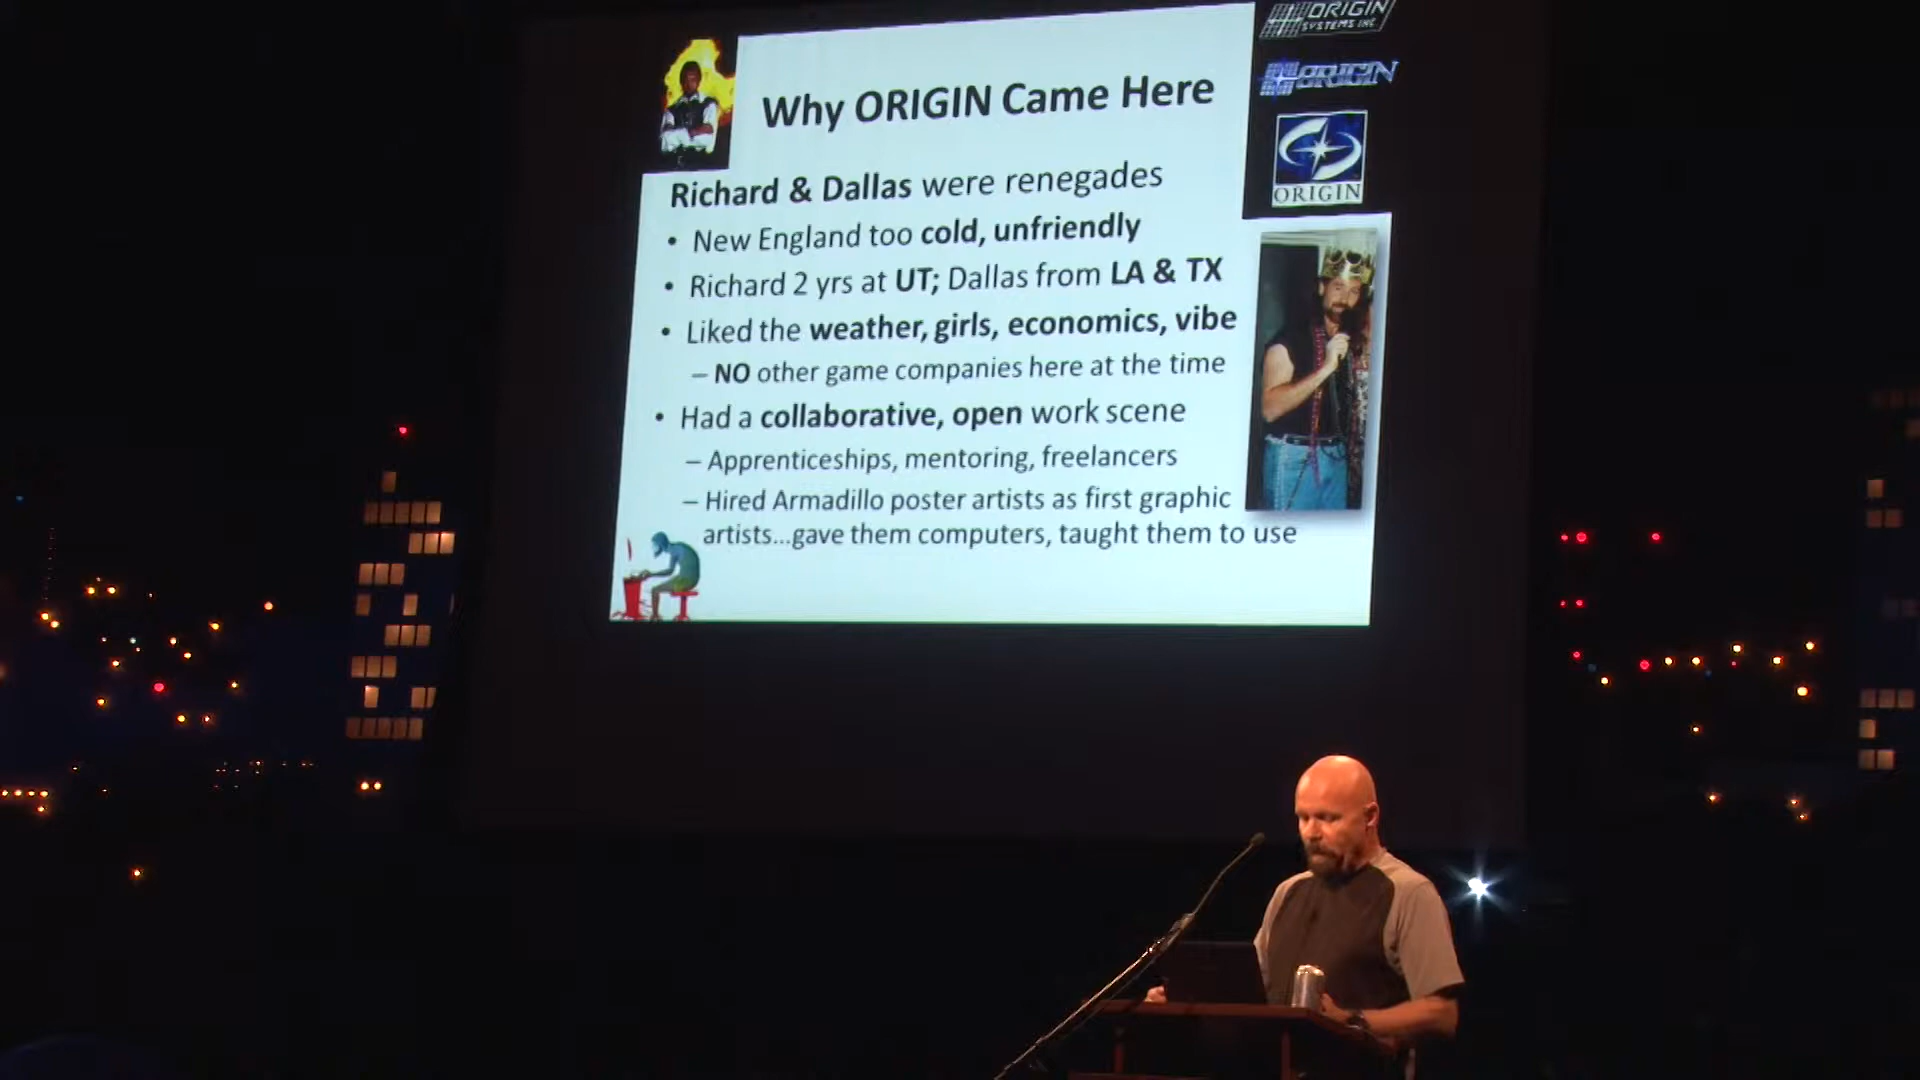 ORIGIN
SYSTEMS INC.
ORIGIN
ORIGIN
Why ORIGIN Came Here
Richard & Dallas were renegades
• New England too cold, unfriendly
• Richard 2 yrs at UT; Dallas from LA & TX
• Liked the weather, girls, economics, vibe
– NO other game companies here at the time
• Had a collaborative, open work scene
– Apprenticeships, mentoring, freelancers
– Hired Armadillo poster artists as first graphic
artists...gave them computers, taught them to use